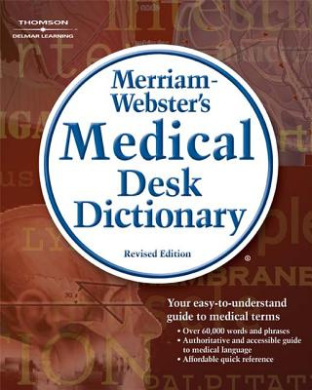 THOMSON
DELMAR LEARNING
Merriam-
Webster's
Medical
Desk
Dictionary
Revised Edition
®
Your easy-to-understand
guide to medical terms
• Over 60,000 words and phrases
• Authoritative and accessible guide
to medical language
• Affordable quick reference